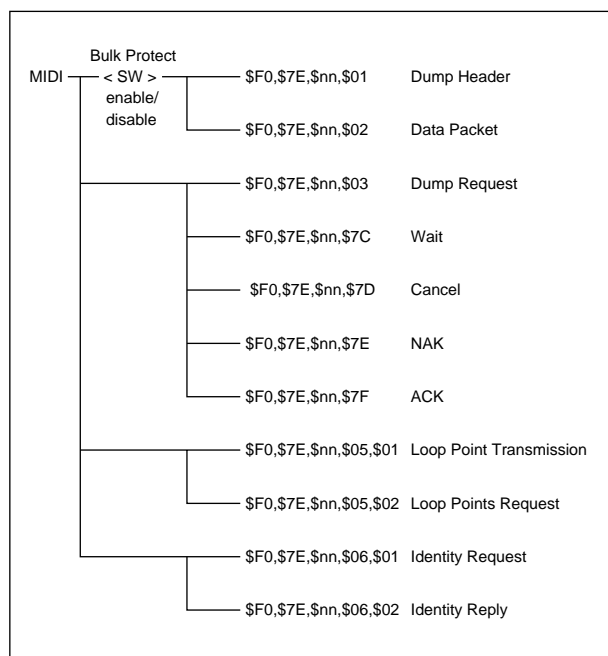 Bulk Protect
MIDI < SW > $F0,$7E,$nn,$01 Dump Header
enable/
disable
$F0,$7E,$nn,$02 Data Packet
$F0,$7E,$nn,$03 Dump Request
$F0,$7E,$nn,$7C Wait
$F0,$7E,$nn,$7D Cancel
$F0,$7E,$nn,$7E NAK
$F0,$7E,$nn,$7F ACK
$F0,$7E,$nn,$05,$01 Loop Point Transmission
$F0,$7E,$nn,$05,$02 Loop Points Request
$F0,$7E,$nn,$06,$01 Identity Request
$F0,$7E,$nn,$06,$02 Identity Reply